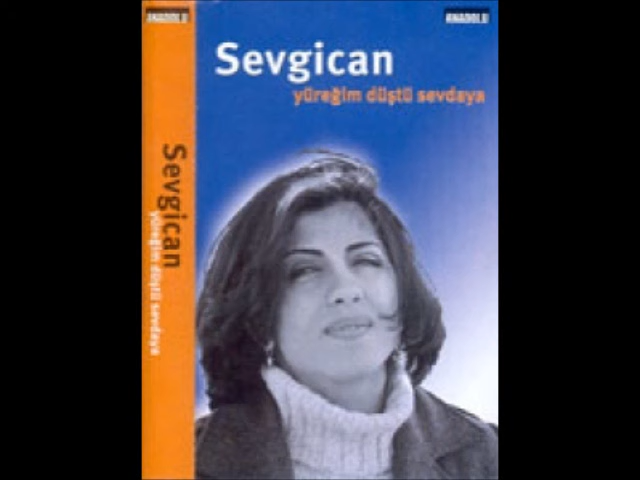 ANADOLU
ANADOLU
Sevgican
yüreğim düştü sevdaya
Sevgican
yüreğim düştü sevdaya